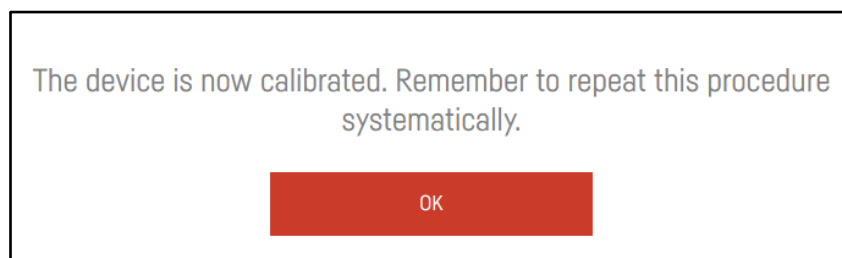 The device is now calibrated. Remember to repeat this procedure
systematically.
OK